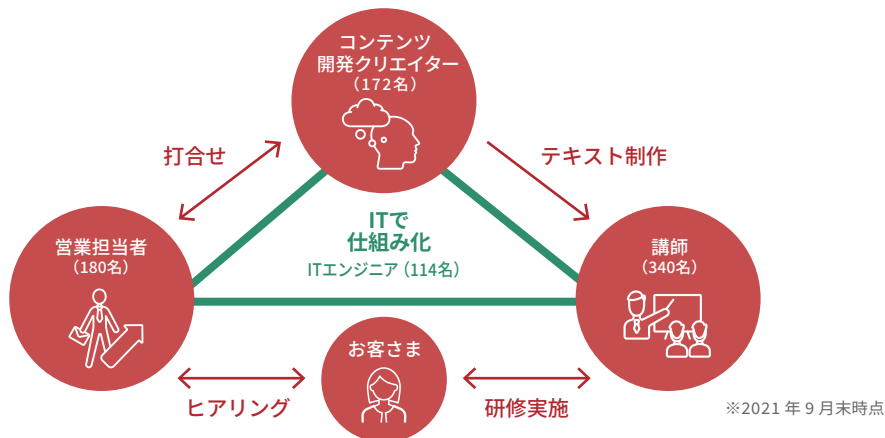 コンテンツ
開発クリエイター
（172名）
打合せ
テキスト制作
ITで
仕組み化
ITエンジニア（114名）
営業担当者
（180名）
講師
（340名）
お客さま
ヒアリング
研修実施
※2021年9月末時点